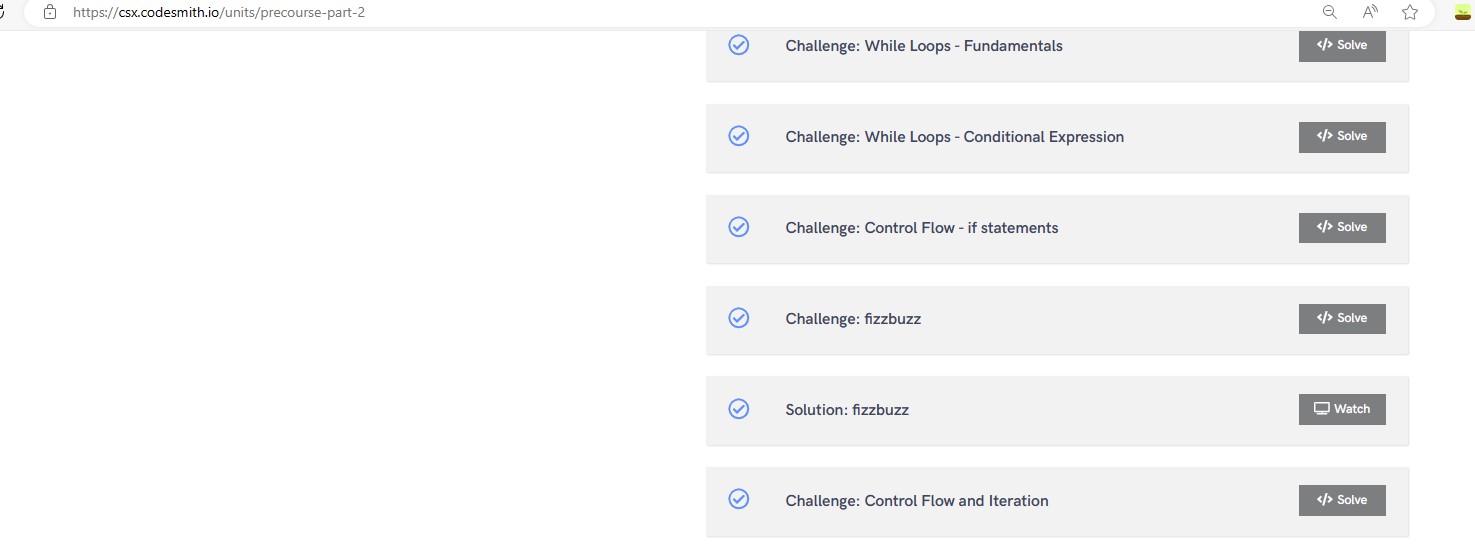 https://csx.codesmith.io/units/precourse-part-2
Challenge: While Loops - Fundamentals
</> Solve
Challenge: While Loops - Conditional Expression
</> Solve
Challenge: Control Flow - if statements
</> Solve
Challenge: fizzbuzz
</> Solve
Solution: fizzbuzz
Watch
Challenge: Control Flow and Iteration
</> Solve